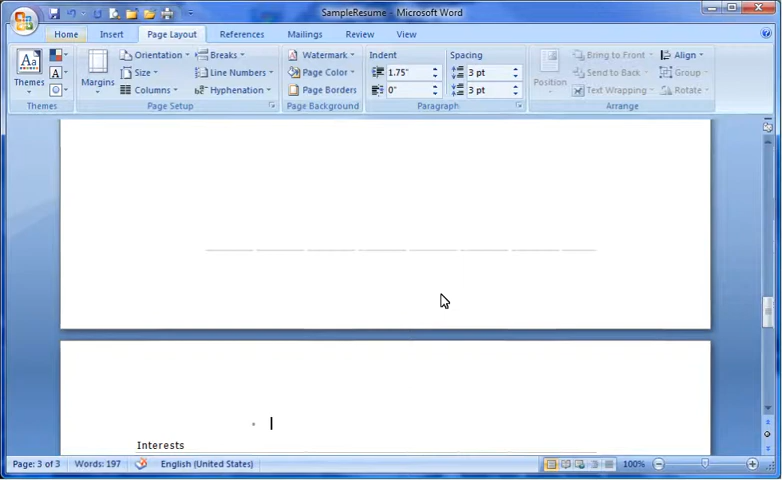 SampleResume - Microsoft Word
Home Insert Page Layout References Mailings Review View
Themes
Margins
Orientation
Size
Columns
Breaks
Line Numbers
Hyphenation
Watermark
Page Color
Page Borders
Indent
1.75"
0"
Spacing
3 pt
3 pt
Position
Bring to Front
Send to Back
Text Wrapping
Align
Group
Rotate
Themes Page Setup Page Background Paragraph Arrange
Interests
Page: 3 of 3 Words: 197 English (United States) 100%